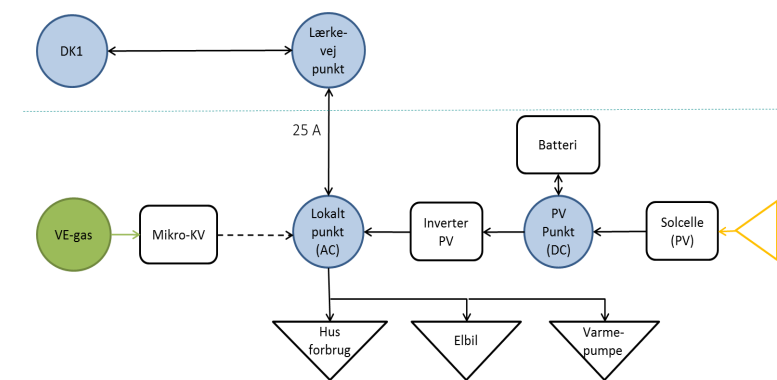 DK1
Lærke-
vej
punkt
25 A
Batteri
VE-gas
Mikro-KV
Lokalt
punkt
(AC)
Inverter
PV
PV
Punkt
(DC)
Solcelle
(PV)
Hus
forbrug
Elbil
Varme-
pumpe